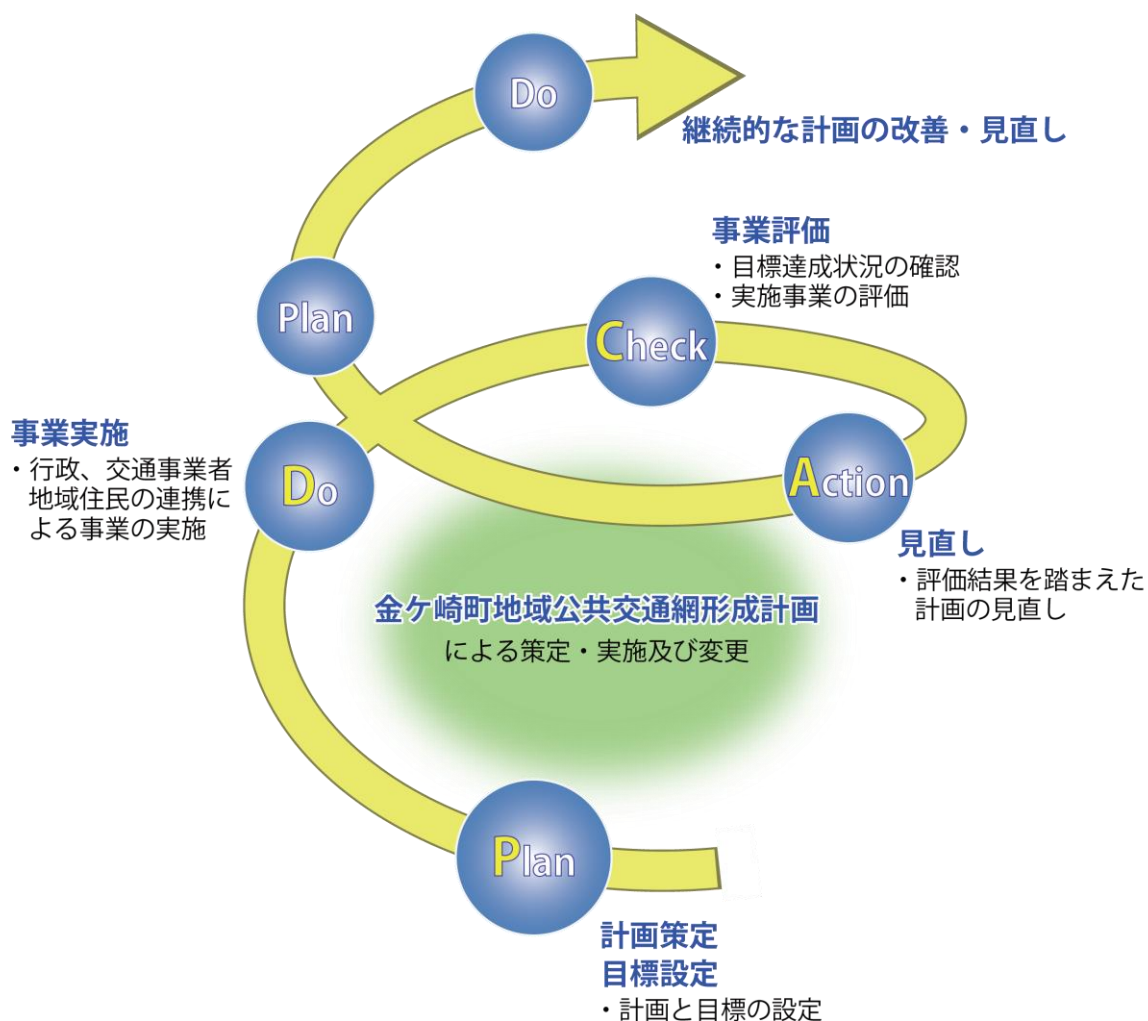 Do
継続的な計画の改善・見直し
事業評価
・目標達成状況の確認
・実施事業の評価
Plan
Check
事業実施
・行政、交通事業者
地域住民の連携に
よる事業の実施
Do
Action
見直し
・評価結果を踏まえた
計画の見直し
金ケ崎町地域公共交通網形成計画
による策定・実施及び変更
Plan
計画策定
目標設定
・計画と目標の設定